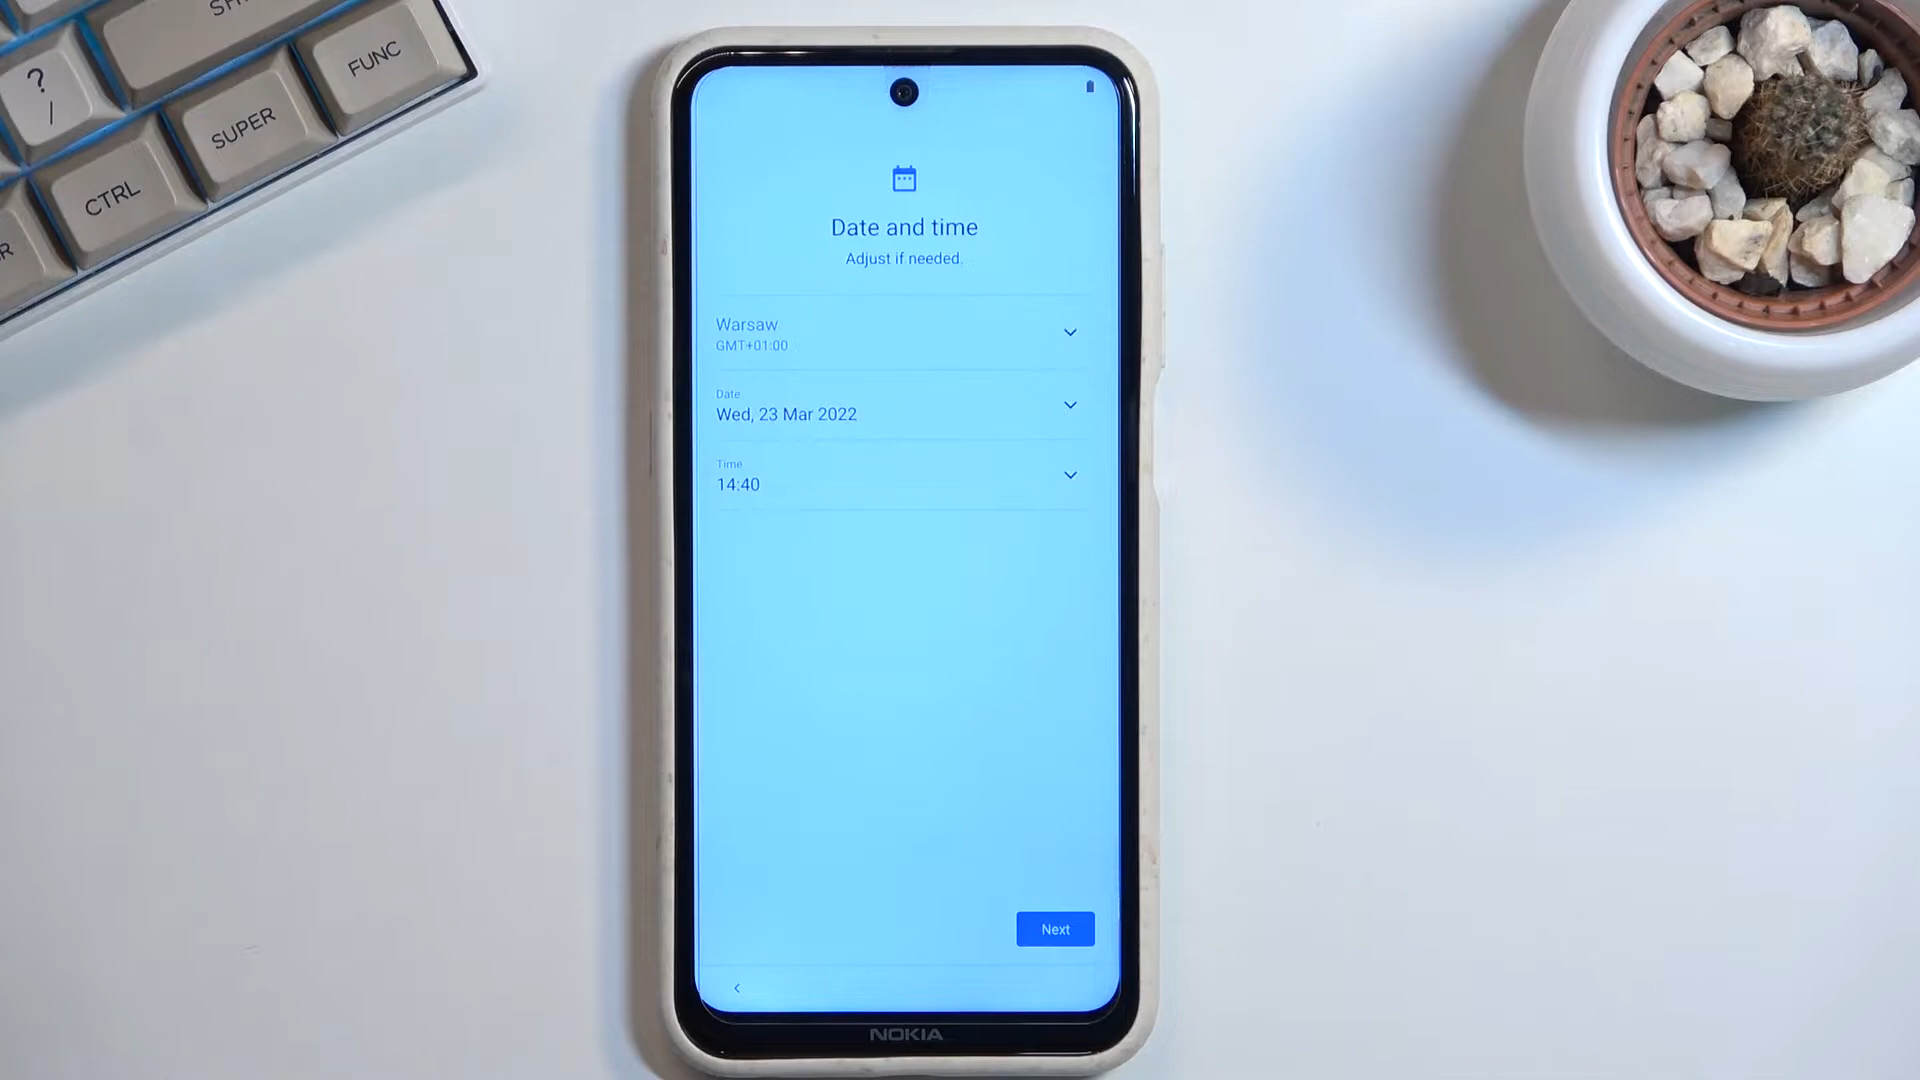 ?
/
FUNC
SUPER
CTRL
Date and time
Adjust if needed.
Warsaw
GMT+01:00
Date
Wed, 23 Mar 2022
Time
14:40
Next
NOKIA